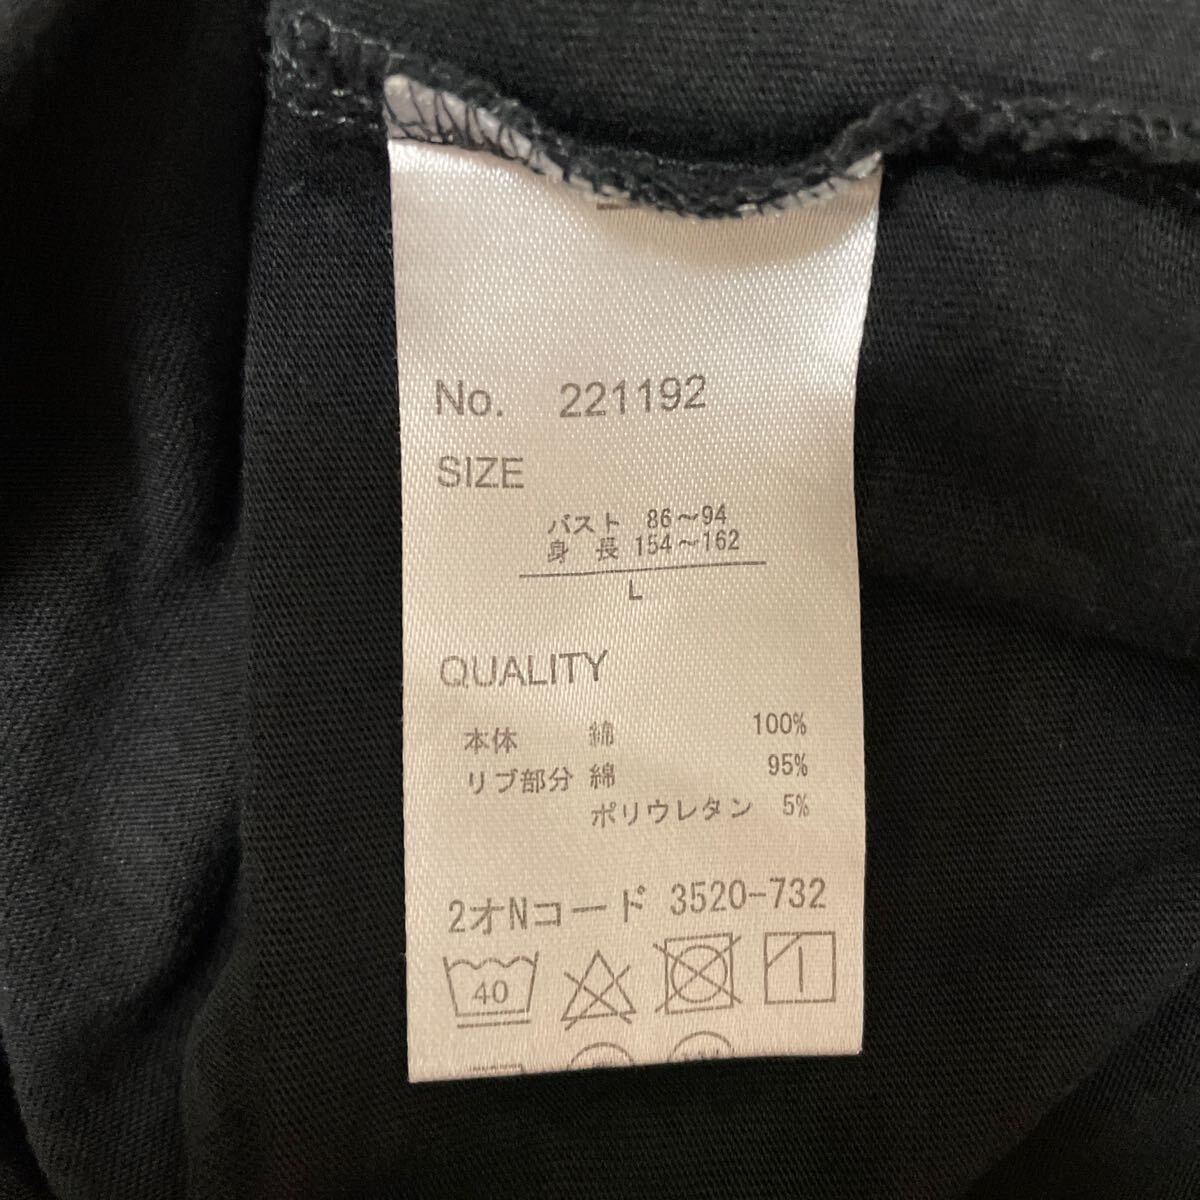 No. 221192
SIZE
バスト 86～94
身長 154～162
L
QUALITY
本体 綿 100%
リブ部分 綿 95%
ポリウレタン 5%
2オNコード 3520-732
40